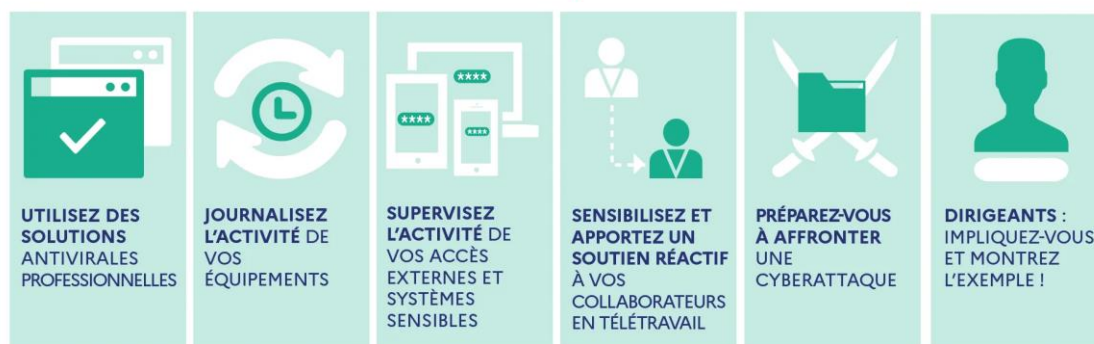 UTILISEZ DES
SOLUTIONS
ANTIVIRALES
PROFESSIONNELLES
JOURNALISEZ
L'ACTIVITÉ DE
VOS
ÉQUIPEMENTS
****
****
****
SUPERVISEZ
L'ACTIVITÉ DE
VOS ACCÈS
EXTERNES ET
SYSTÈMES
SENSIBLES
SENSIBILISEZ ET
APPORTEZ UN
SOUTIEN RÉACTIF
À VOS
COLLABORATEURS
EN TÉLÉTRAVAIL
PRÉPAREZ-VOUS
À AFFRONTER
UNE
CYBERATTAQUE
DIRIGEANTS :
IMPLIQUEZ-VOUS
ET MONTREZ
L'EXEMPLE !